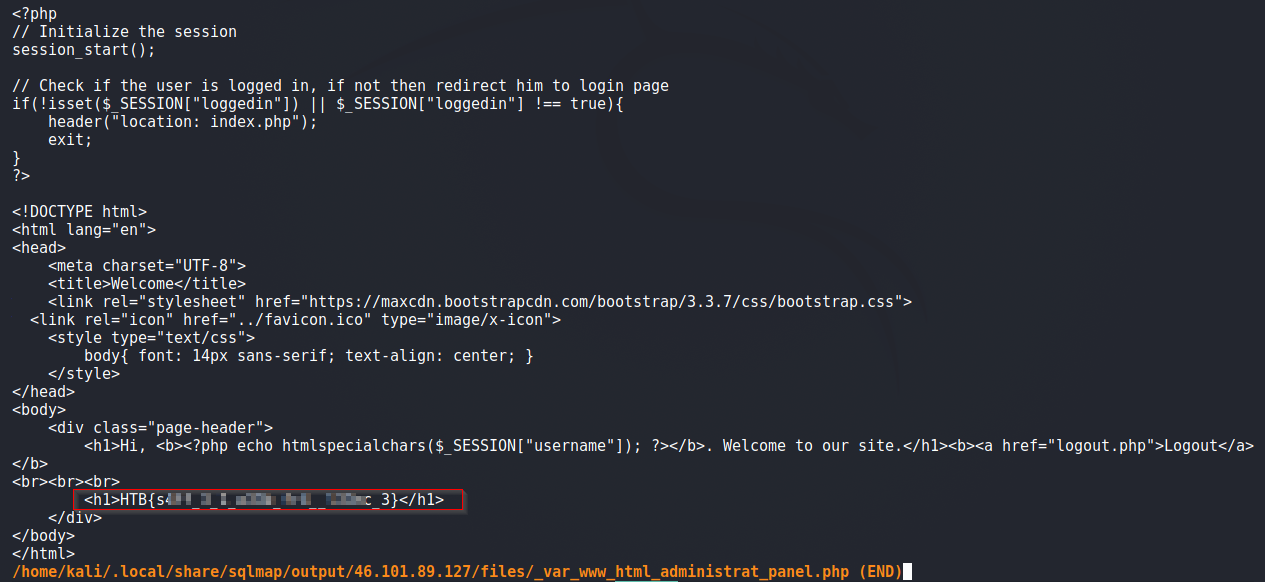 <?php
// Initialize the session
session_start();

// Check if the user is logged in, if not then redirect him to login page
if(!isset($_SESSION["loggedin"]) || $_SESSION["loggedin"] !== true){
    header("location: index.php");
    exit;
}
?>

<!DOCTYPE html>
<html lang="en">
<head>
    <meta charset="UTF-8">
    <title>Welcome</title>
    <link rel="stylesheet" href="https://maxcdn.bootstrapcdn.com/bootstrap/3.3.7/css/bootstrap.css">
  <link rel="icon" href="../favicon.ico" type="image/x-icon">
    <style type="text/css">
        body{ font: 14px sans-serif; text-align: center; }
    </style>
</head>
<body>
    <div class="page-header">
        <h1>Hi, <b><?php echo htmlspecialchars($_SESSION["username"]); ?></b>. Welcome to our site.</h1><b><a href="logout.php">Logout</a>
</b>
<br><br><br>
        <h1>HTB{s c_3}</h1>
    </div>
</body>
</html>
/home/kali/.local/share/sqlmap/output/46.101.89.127/files/_var_www_html_administrat_panel.php (END)